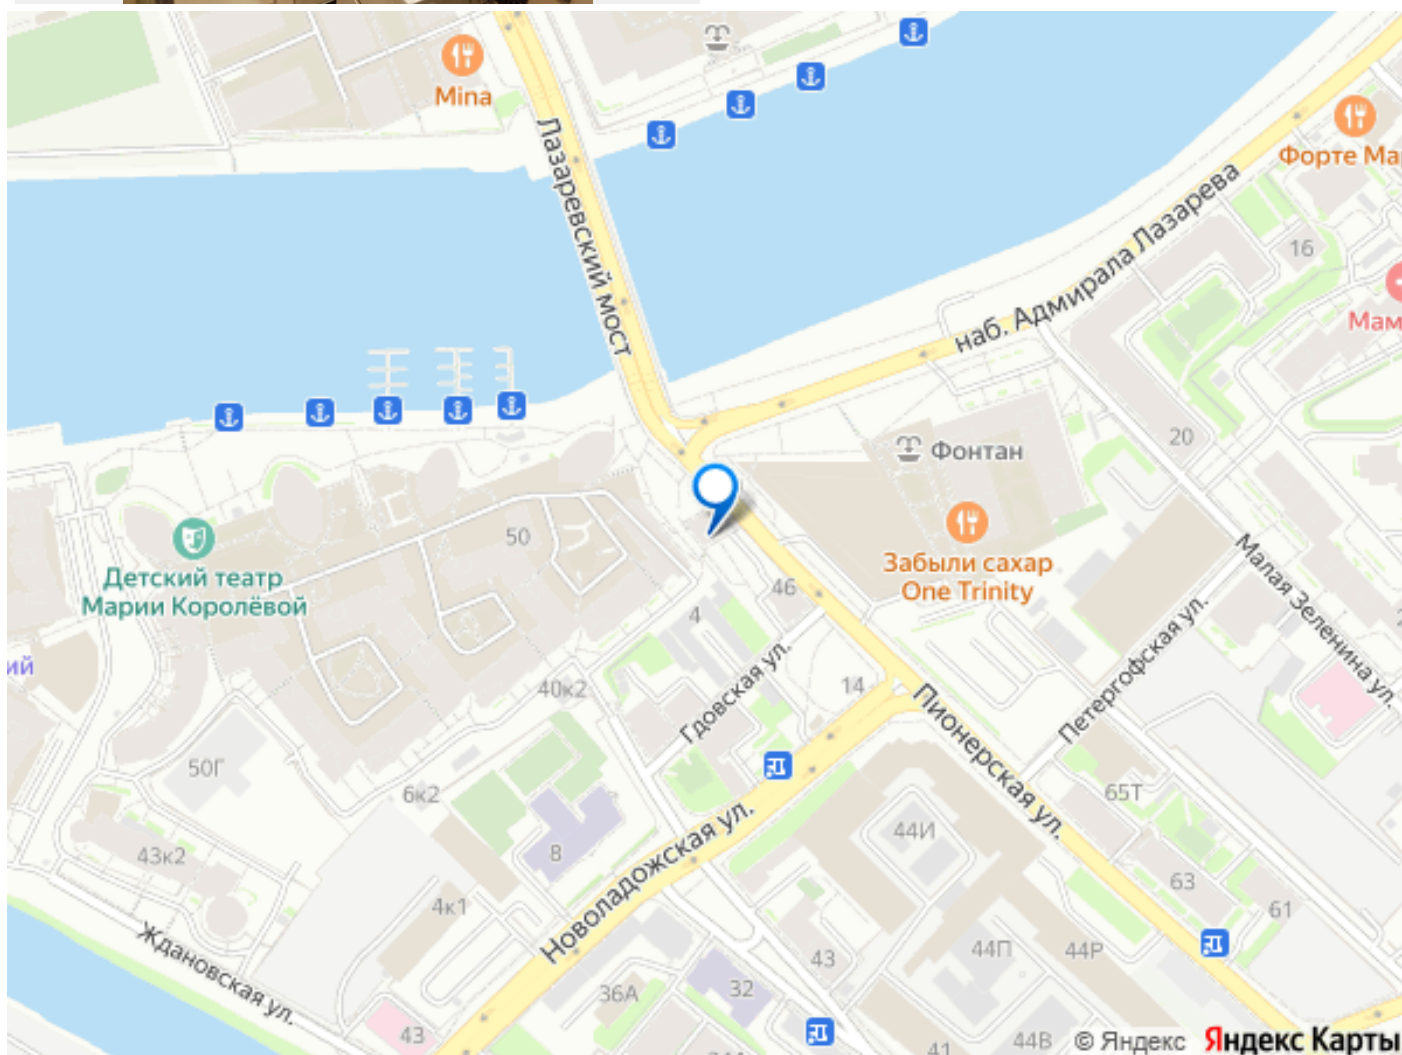 Mina
Лазаревский мост
Форте Ма
наб. Адмирала Лазарева
16
Мам
20
Фонтан
Забыли сахар
One Trinity
50
Детский театр
Марии Королёвой
ий
46
4
Малая Зеленина ул.
Петергофская ул.
Гдовская ул.
40к2
14
Пионерская ул.
50Г
6к2
65Т
44И
8
Новоладожская ул.
43к2
63
61
4к1
Ждановская ул.
43
44П
44Р
36А
32
43
41
44В
© Яндекс Яндекс Карты